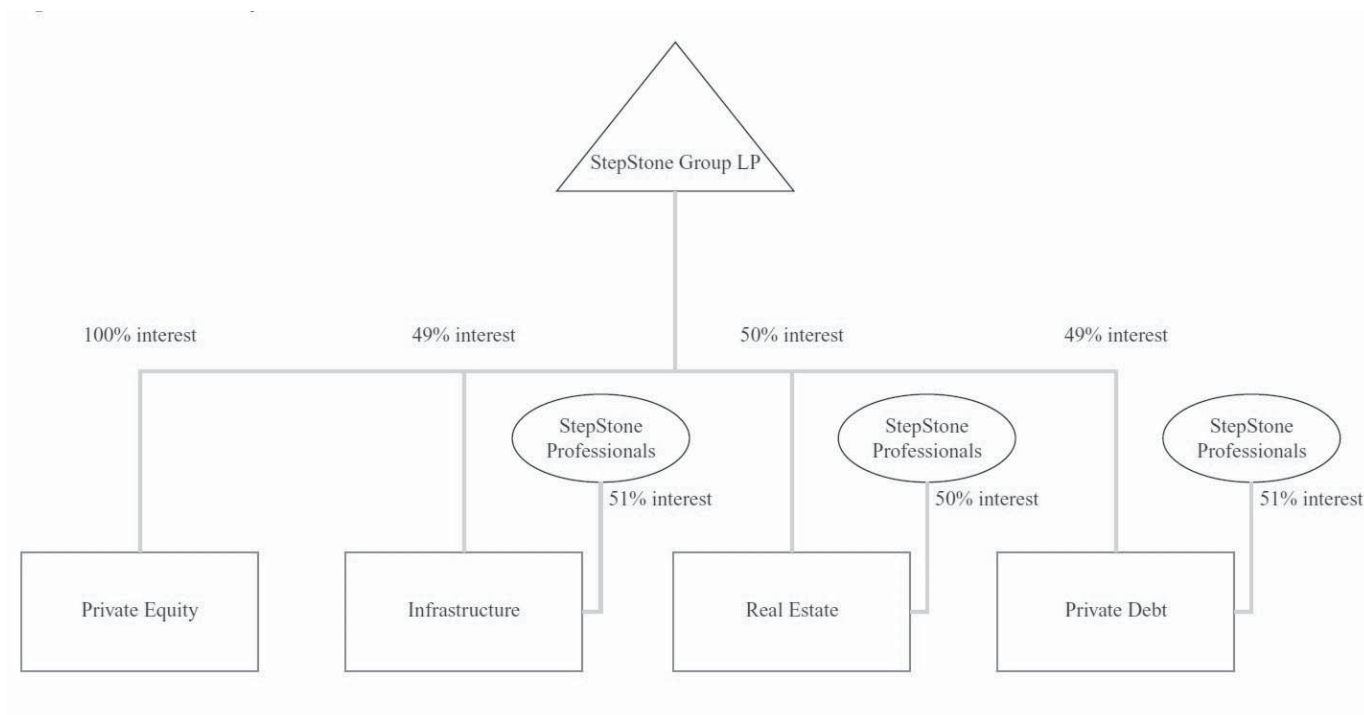 StepStone Group LP
100% interest
49% interest
50% interest
49% interest
StepStone
Professionals
StepStone
Professionals
StepStone
Professionals
51% interest
50% interest
51% interest
Private Equity
Infrastructure
Real Estate
Private Debt